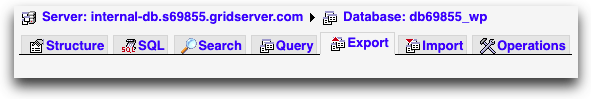 Server: internal-db.s69855.gridserver.com Database: db69855_wp
Structure SQL Search Query Export Import Operations